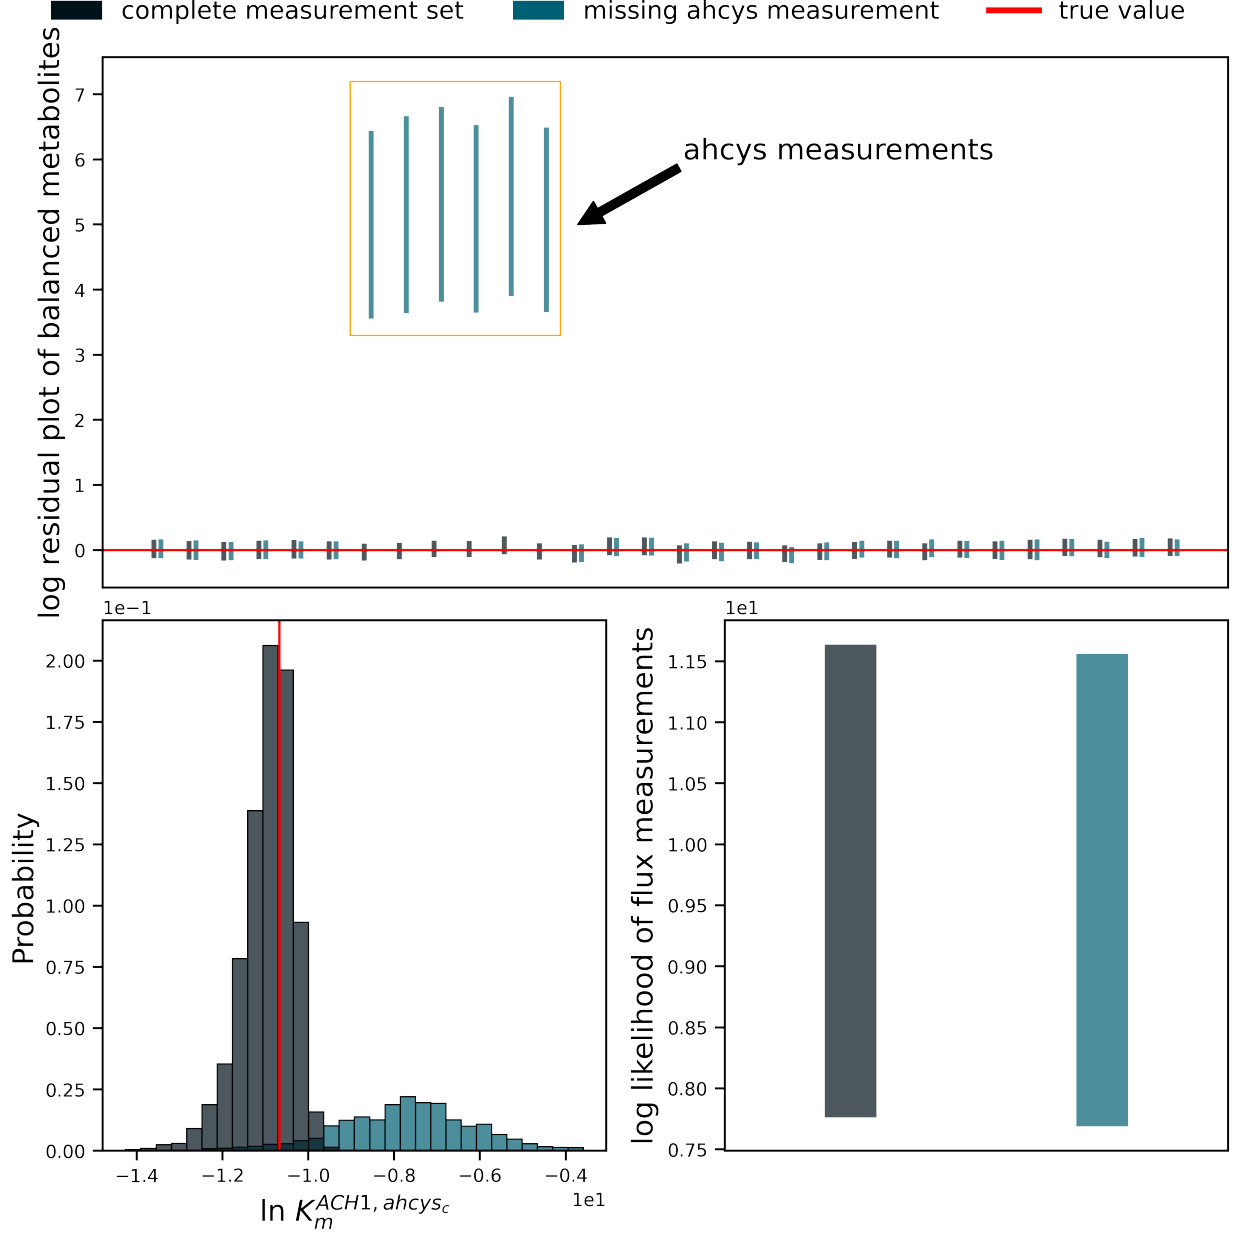 complete measurement set
missing ahcys measurement
true value
log residual plot of balanced metabolites
7
6
5
4
3
2
1
0
ahcys measurements
1e−1
Probability
2.00
1.75
1.50
1.25
1.00
0.75
0.50
0.25
0.00
−1.4
−1.2
−1.0
−0.8
−0.6
−0.4
1e1
ln K_m^{ACH1, ahcys_c}
1e1
log likelihood of flux measurements
1.15
1.10
1.05
1.00
0.95
0.90
0.85
0.80
0.75